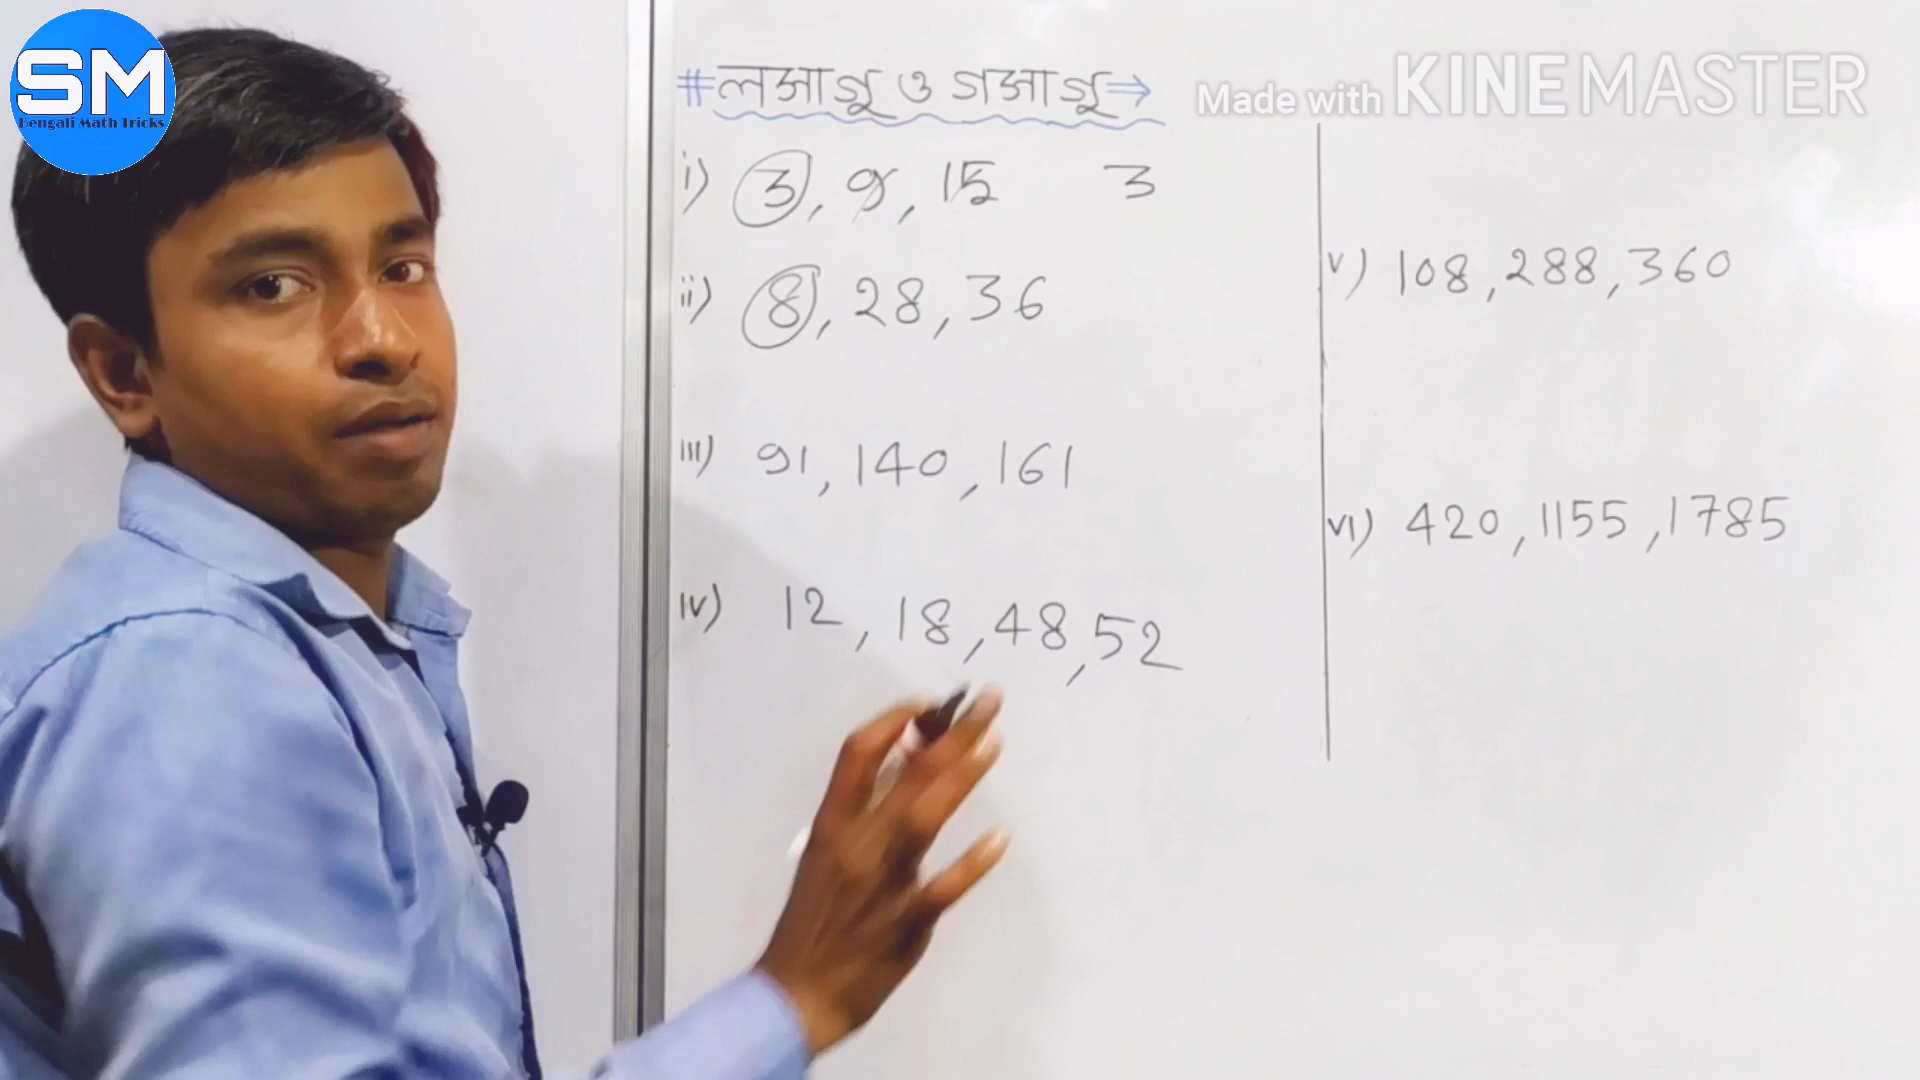 SM
Bengali Math Tricks
Made with KINEMASTER
#লসাগু ও গসাগু→
i) 3, 9, 15 3
ii) 8, 28, 36
iii) 91, 140, 161
iv) 12, 18, 48, 52
v) 108, 288, 360
vi) 420, 1155, 1785